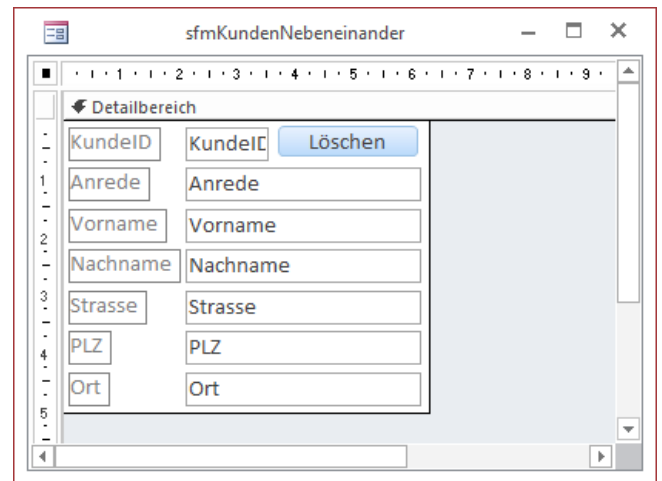 sfmKundenNebeneinander
1 2 3 4 5 6 7 8 9
Detailbereich
KundeID KundeID Löschen
1 Anrede Anrede
Vorname Vorname
2
Nachname Nachname
3
Strasse Strasse
4 PLZ PLZ
Ort Ort
5